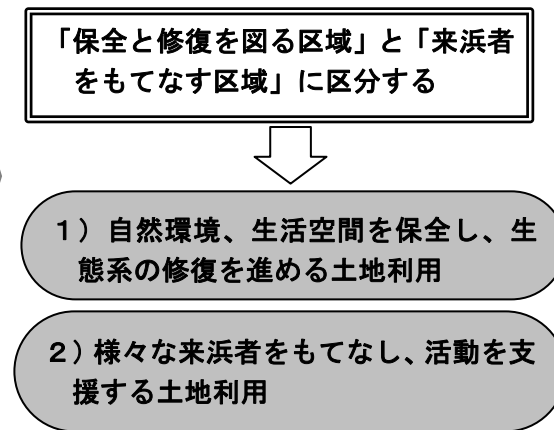 「保全と修復を図る区域」と「来浜者
をもてなす区域」に区分する
１）自然環境、生活空間を保全し、生
態系の修復を進める土地利用
２）様々な来浜者をもてなし、活動を支
援する土地利用